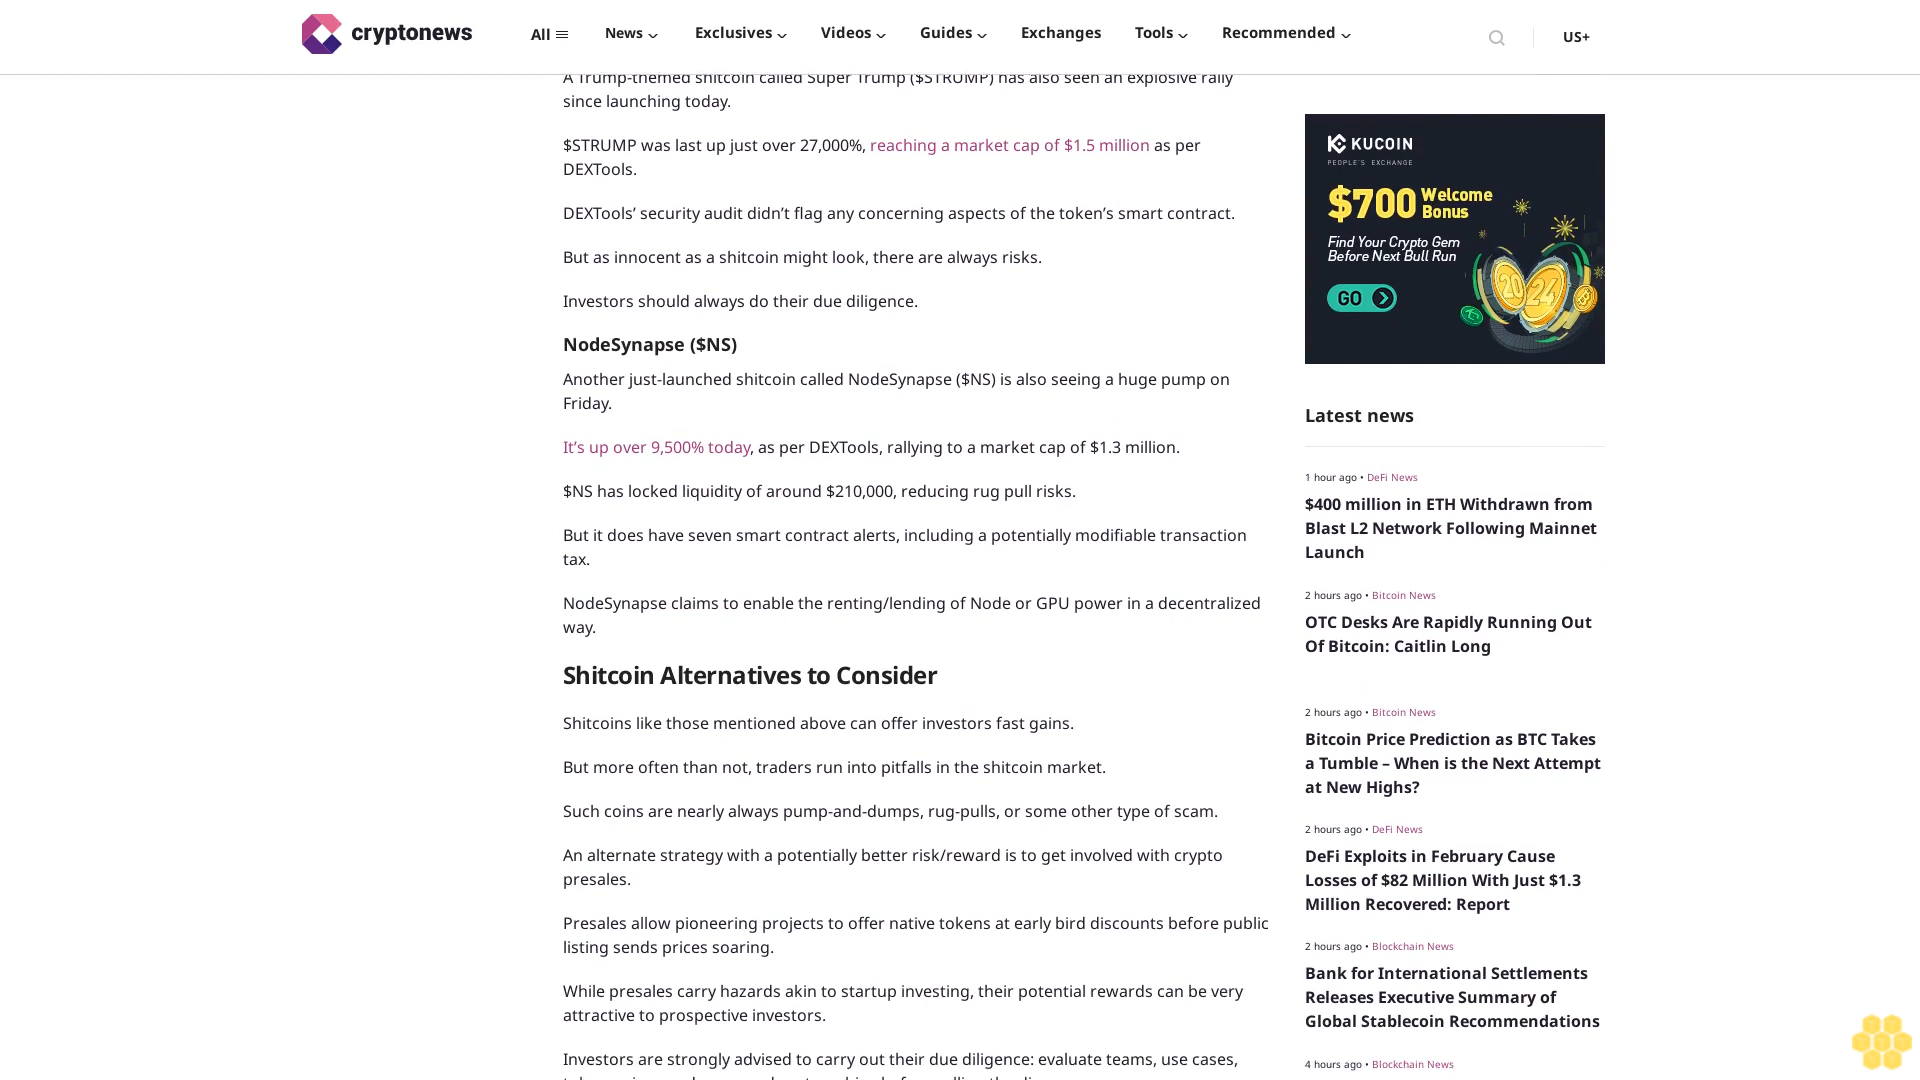 cryptonews
All
News
Exclusives
Videos
Guides
Exchanges
Tools
Recommended
US+
A Trump-themed shitcoin called Super Trump ($STRUMP) has also seen an explosive rally
since launching today.
$STRUMP was last up just over 27,000%, reaching a market cap of $1.5 million as per
DEXTools.
DEXTools’ security audit didn’t flag any concerning aspects of the token’s smart contract.
But as innocent as a shitcoin might look, there are always risks.
Investors should always do their due diligence.
NodeSynapse ($NS)
Another just-launched shitcoin called NodeSynapse ($NS) is also seeing a huge pump on
Friday.
It’s up over 9,500% today, as per DEXTools, rallying to a market cap of $1.3 million.
$NS has locked liquidity of around $210,000, reducing rug pull risks.
But it does have seven smart contract alerts, including a potentially modifiable transaction
tax.
NodeSynapse claims to enable the renting/lending of Node or GPU power in a decentralized
way.
Shitcoin Alternatives to Consider
Shitcoins like those mentioned above can offer investors fast gains.
But more often than not, traders run into pitfalls in the shitcoin market.
Such coins are nearly always pump-and-dumps, rug-pulls, or some other type of scam.
An alternate strategy with a potentially better risk/reward is to get involved with crypto
presales.
Presales allow pioneering projects to offer native tokens at early bird discounts before public
listing sends prices soaring.
While presales carry hazards akin to startup investing, their potential rewards can be very
attractive to prospective investors.
Investors are strongly advised to carry out their due diligence: evaluate teams, use cases,
KUCOIN
PEOPLE'S EXCHANGE
$700 Welcome
Bonus
Find Your Crypto Gem
Before Next Bull Run
GO
20
24
Latest news
1 hour ago • DeFi News
$400 million in ETH Withdrawn from
Blast L2 Network Following Mainnet
Launch
2 hours ago • Bitcoin News
OTC Desks Are Rapidly Running Out
Of Bitcoin: Caitlin Long
2 hours ago • Bitcoin News
Bitcoin Price Prediction as BTC Takes
a Tumble – When is the Next Attempt
at New Highs?
2 hours ago • DeFi News
DeFi Exploits in February Cause
Losses of $82 Million With Just $1.3
Million Recovered: Report
2 hours ago • Blockchain News
Bank for International Settlements
Releases Executive Summary of
Global Stablecoin Recommendations
4 hours ago • Blockchain News